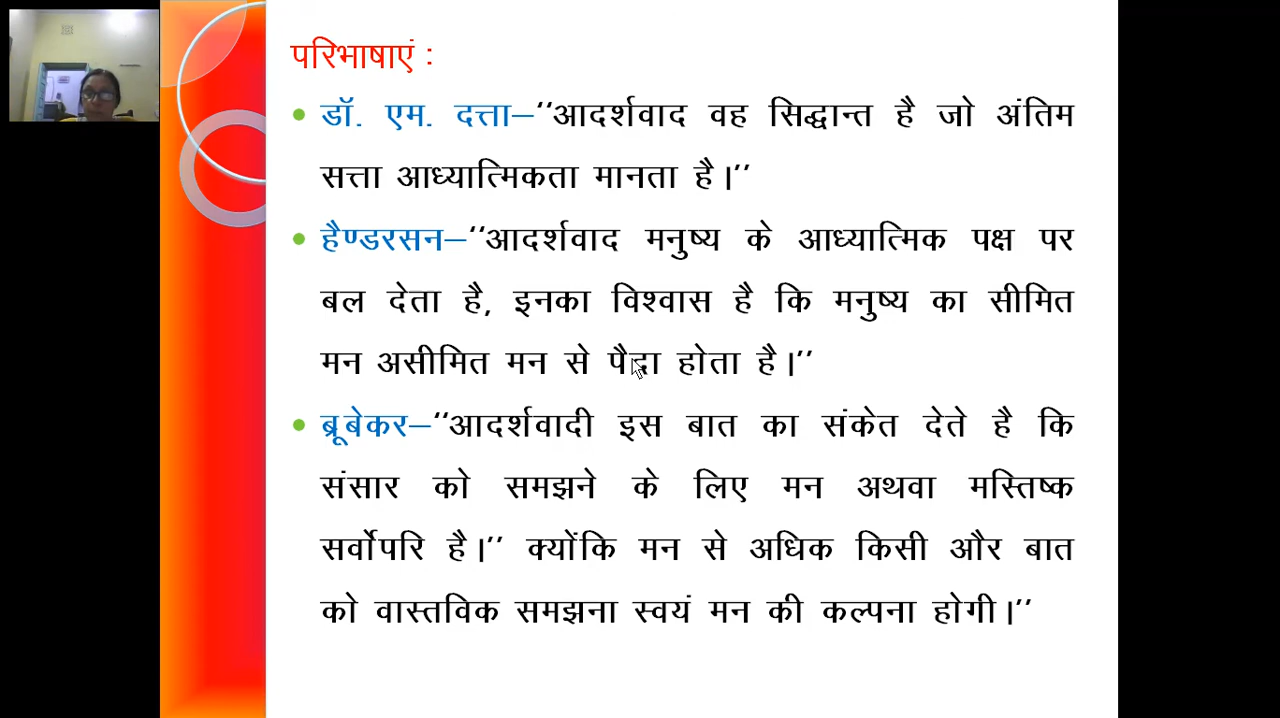 परिभाषाएं :
डॉ. एम. दत्ता–''आदर्शवाद वह सिद्धान्त है जो अंतिम
सत्ता आध्यात्मिकता मानता है।''
हैण्डरसन–''आदर्शवाद मनुष्य के आध्यात्मिक पक्ष पर
बल देता है, इनका विश्वास है कि मनुष्य का सीमित
मन असीमित मन से पैदा होता है।''
ब्रूबेकर–''आदर्शवादी इस बात का संकेत देते है कि
संसार को समझने के लिए मन अथवा मस्तिष्क
सर्वोपरि है।'' क्योंकि मन से अधिक किसी और बात
को वास्तविक समझना स्वयं मन की कल्पना होगी।''